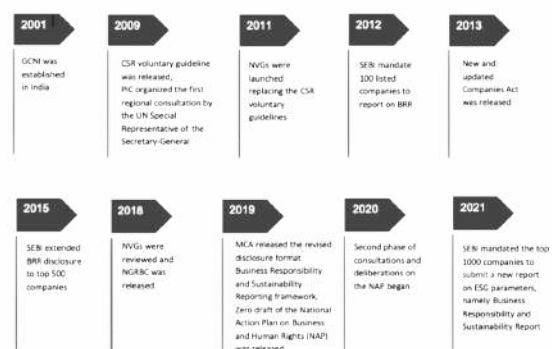 2001
GCNI was
established
in India
2009
CSR voluntary guideline
was released,
PIC organized the first
regional consultation by
the UN Special
Representative of the
Secretary-General
2011
NVGs were
launched
replacing the CSR
voluntary
guidelines
2012
SEBI mandate
100 listed
companies to
report on BRR
2013
New and
updated
Companies Act
was released
2015
SEBI extended
BRR disclosure
to top 500
companies
2018
NVGs were
reviewed and
NGRBC was
released
2019
MCA released the revised
disclosure format
Business Responsibility
and Sustainability
Reporting framework,
Zero draft of the National
Action Plan on Business
and Human Rights (NAP)
was released
2020
Second phase of
consultations and
deliberations on
the NAP began
2021
SEBI mandated the top
1000 companies to
submit a new report
on ESG parameters,
namely Business
Responsibility and
Sustainability Report